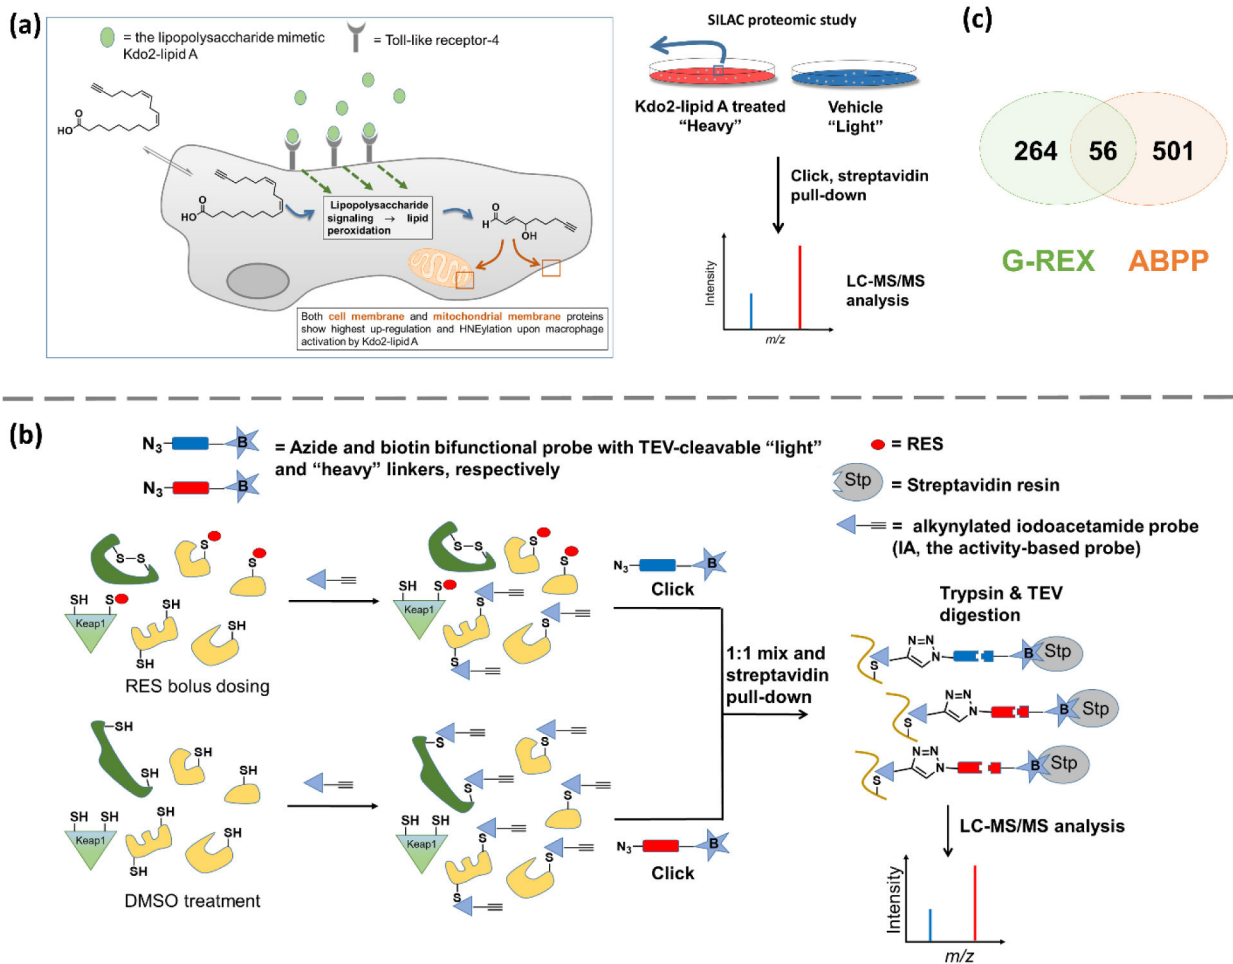 (a)
= the lipopolysaccharide mimetic
Kdo2-lipid A
= Toll-like receptor-4
HO
O
HO
O
Lipopolysaccharide
signaling → lipid
peroxidation
O
H
OH
Both cell membrane and mitochondrial membrane proteins
show highest up-regulation and HNEylation upon macrophage
activation by Kdo2-lipid A
SILAC proteomic study
Kdo2-lipid A treated
“Heavy”
Vehicle
“Light”
Click, streptavidin
pull-down
Intensity
m/z
LC-MS/MS
analysis
(c)
264
56
501
G-REX
ABPP
(b)
N3 B
N3 B
= Azide and biotin bifunctional probe with TEV-cleavable “light”
and “heavy” linkers, respectively
= RES
Stp
= Streptavidin resin
= alkynylated iodoacetamide probe
(IA, the activity-based probe)
S S
S
S
SH
S
Keap1
SH
SH
SH
RES bolus dosing
S S
S
S
SH
S
Keap1
S
S
S
N3 B
Click
SH
SH
SH
SH
SH SH
Keap1
SH
SH
SH
DMSO treatment
S
S
S
S
SH SH
Keap1
S
S
S
N3 B
Click
1:1 mix and
streptavidin
pull-down
Trypsin & TEV
digestion
S
N=N
N
B
Stp
S
N=N
N
B
Stp
S
N=N
N
B
Stp
LC-MS/MS analysis
Intensity
m/z